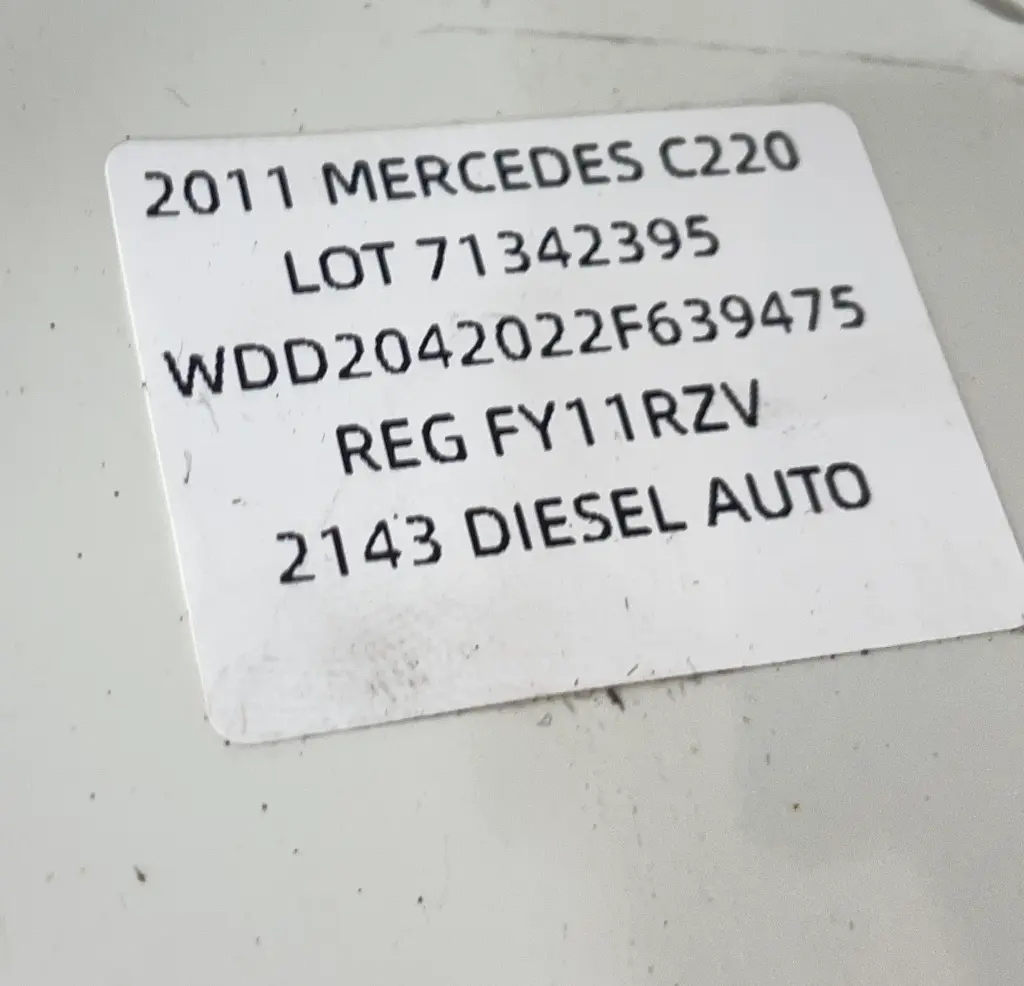 2011 MERCEDES C220
LOT 71342395
WDD2042022F639475
REG FY11RZV
2143 DIESEL AUTO